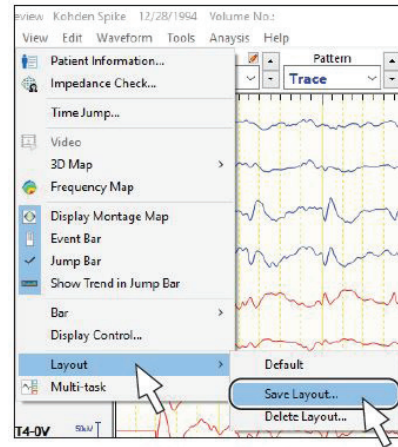 eview Kohden Spike 12/28/1994 Volume No.:
View Edit Waveform Tools Anaysis Help
Patient Information...
Pattern
Impedance Check...
Trace
Time Jump...
Video
3D Map
Frequency Map
Display Montage Map
Event Bar
Jump Bar
Show Trend in Jump Bar
Bar
Display Control...
Layout
Default
Multi-task
Save Layout...
Delete Layout...
T4-0V